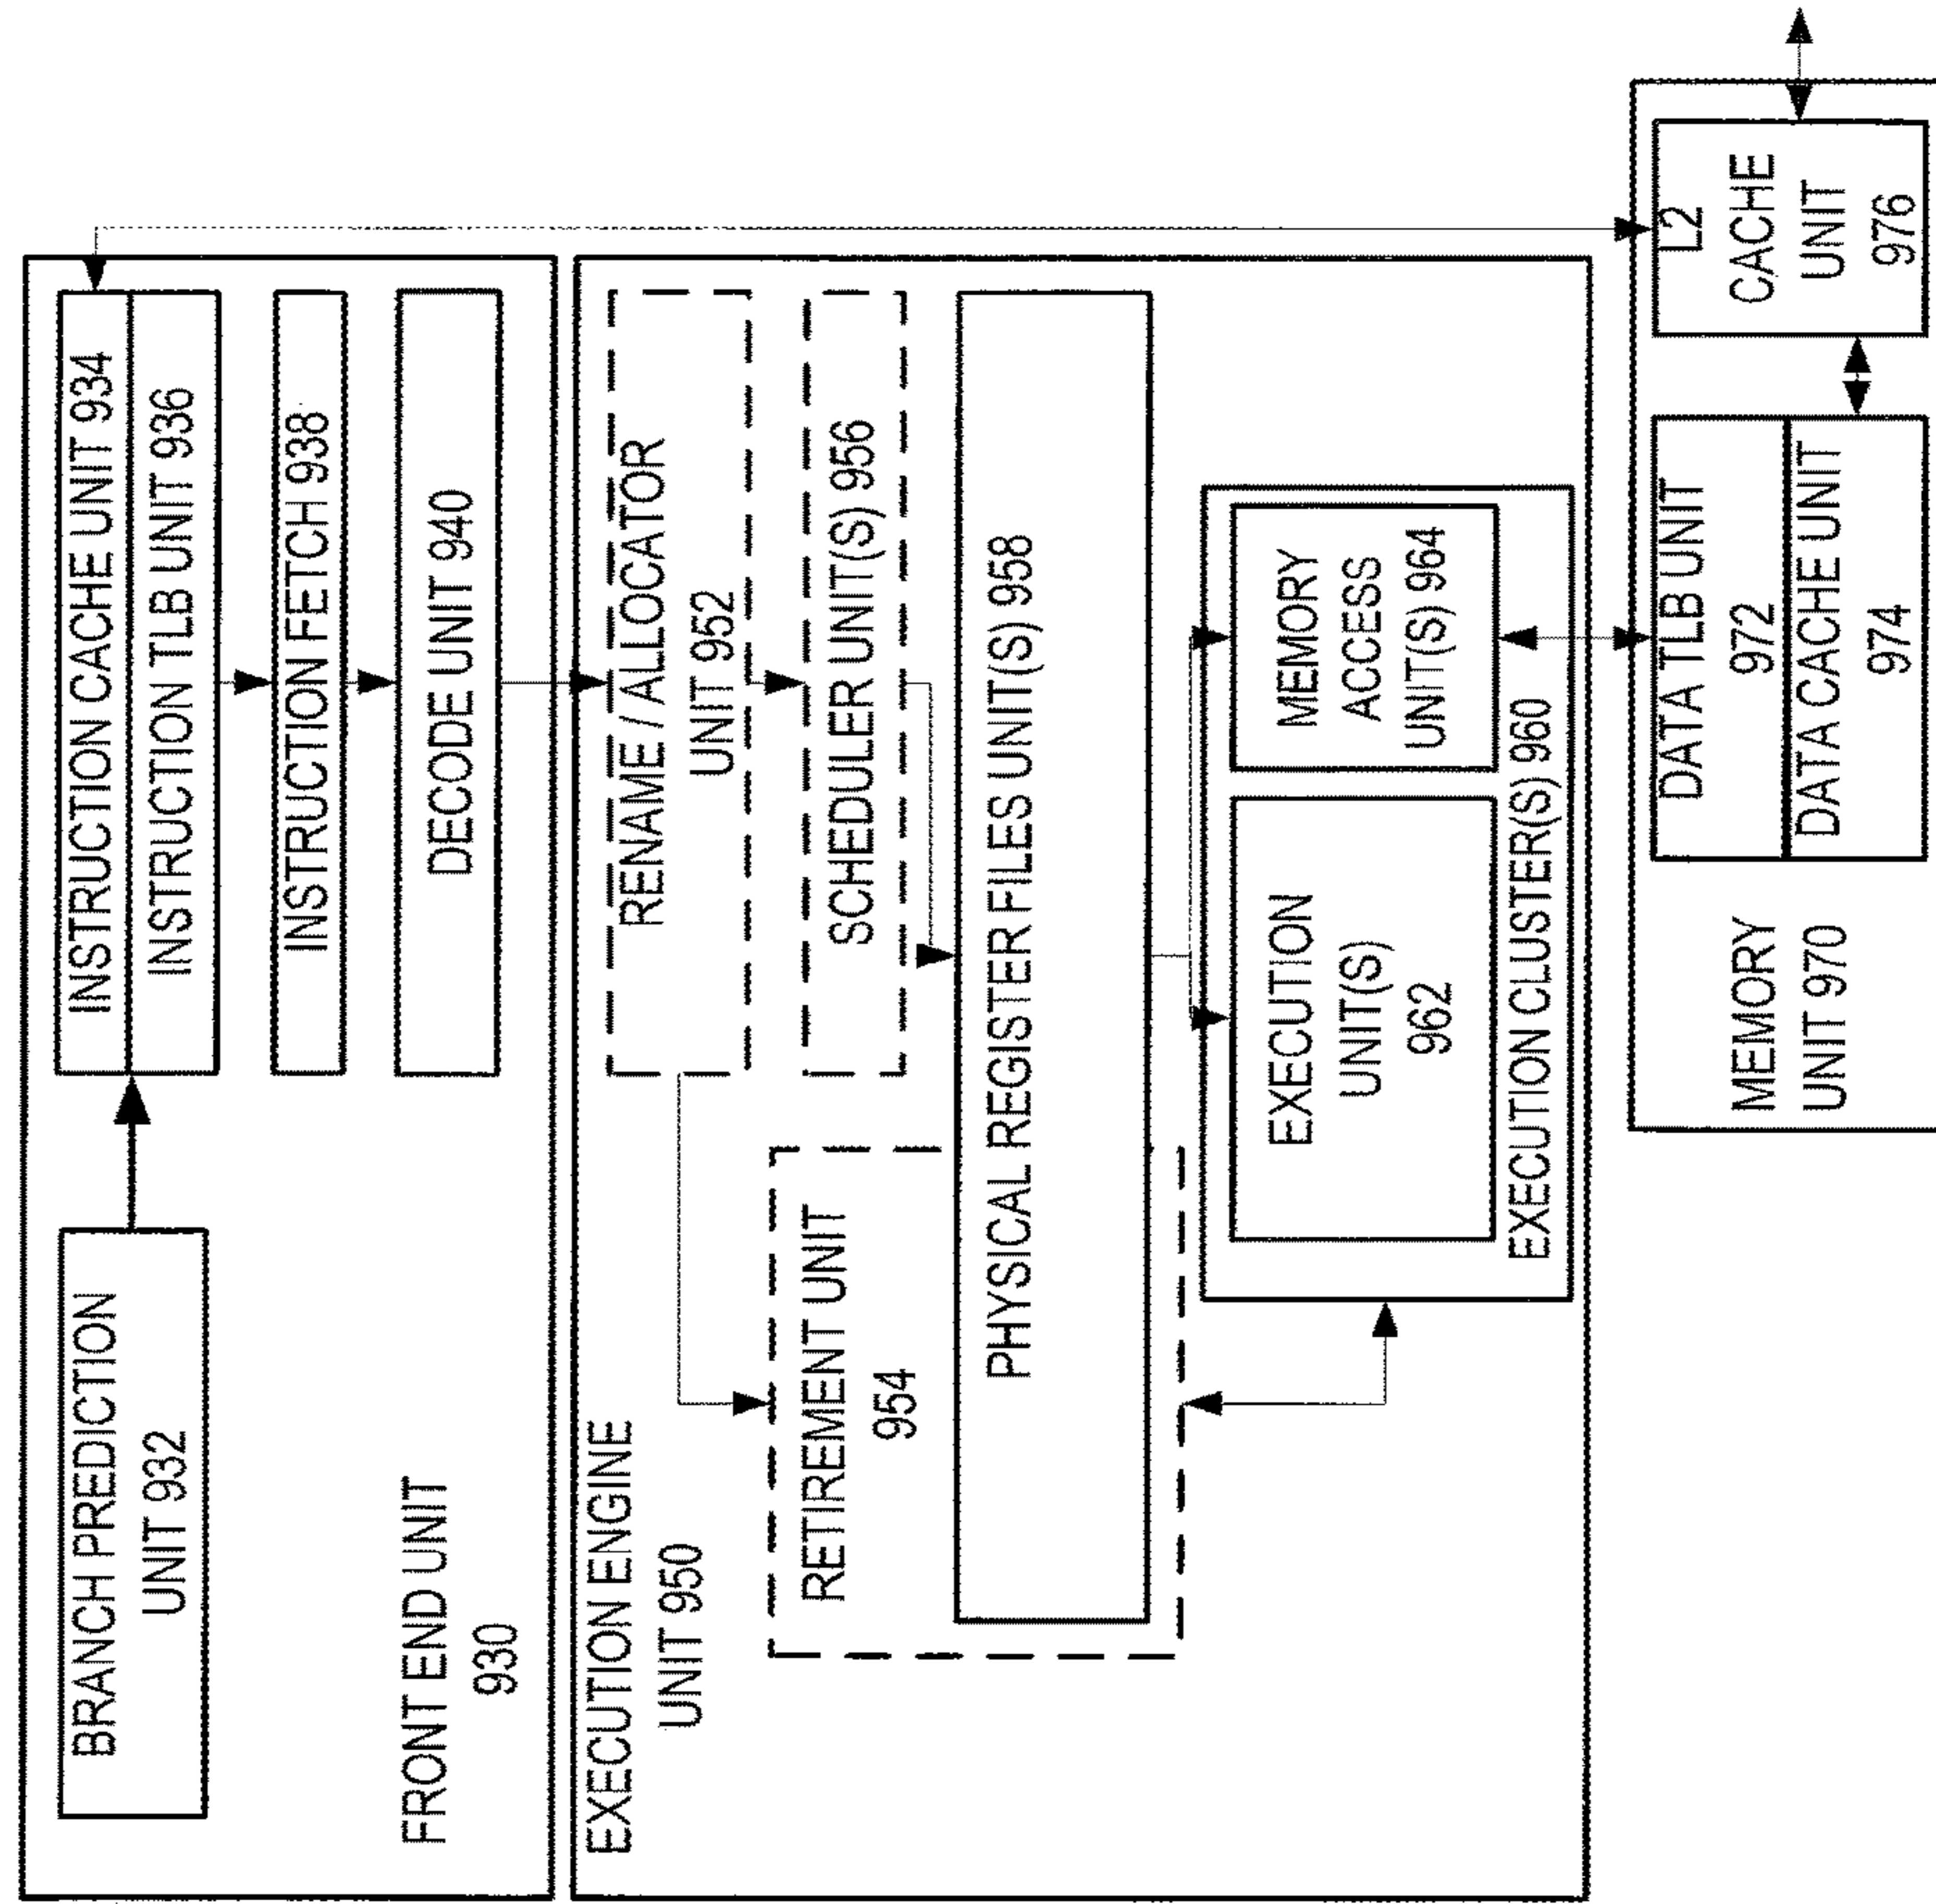 BRANCH PREDICTION
UNIT 932
INSTRUCTION CACHE UNIT 934
INSTRUCTION TLB UNIT 936
INSTRUCTION FETCH 938
DECODE UNIT 940
FRONT END UNIT
930
EXECUTION ENGINE
UNIT 950
RENAME / ALLOCATOR
UNIT 952
RETIREMENT UNIT
954
SCHEDULER UNIT(S) 956
PHYSICAL REGISTER FILES UNIT(S) 958
EXECUTION
UNIT(S)
962
MEMORY
ACCESS
UNIT(S) 964
EXECUTION CLUSTER(S) 960
MEMORY
UNIT 970
DATA TLB UNIT
972
DATA CACHE UNIT
974
L2
CACHE
UNIT
976